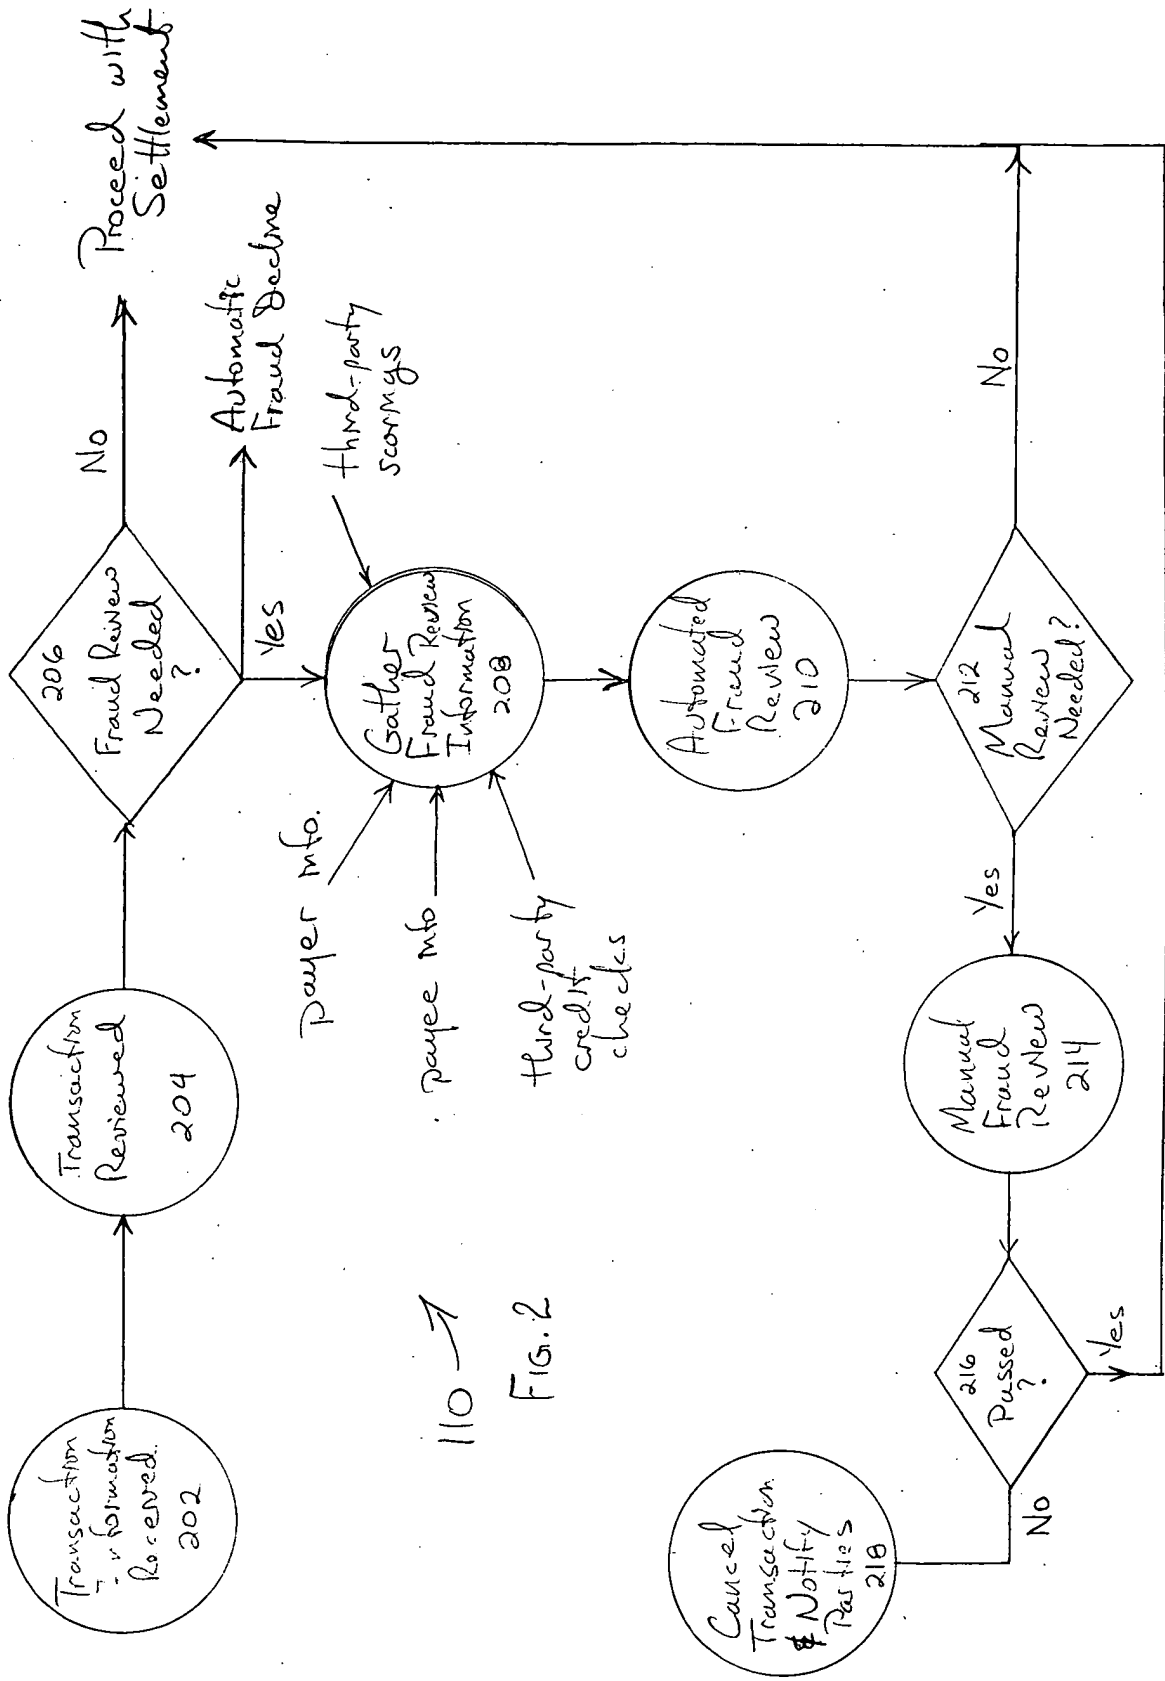 Transaction
Information
Received
202
Transaction
Reviewed
204
206
Fraud Review
Needed
?
No
Proceed with
Settlement
Yes
Automatic
Fraud Decline
payer info.
payee info
third-party
credit
checks
third-party
scorings
Gather
Fraud Review
Information
208
110
FIG. 2
Automated
Fraud
Review
210
212
Manual
Review
Needed?
No
Yes
Manual
Fraud
Review
214
216
Passed
?
Yes
No
Cancel
Transaction
& Notify
Parties
218